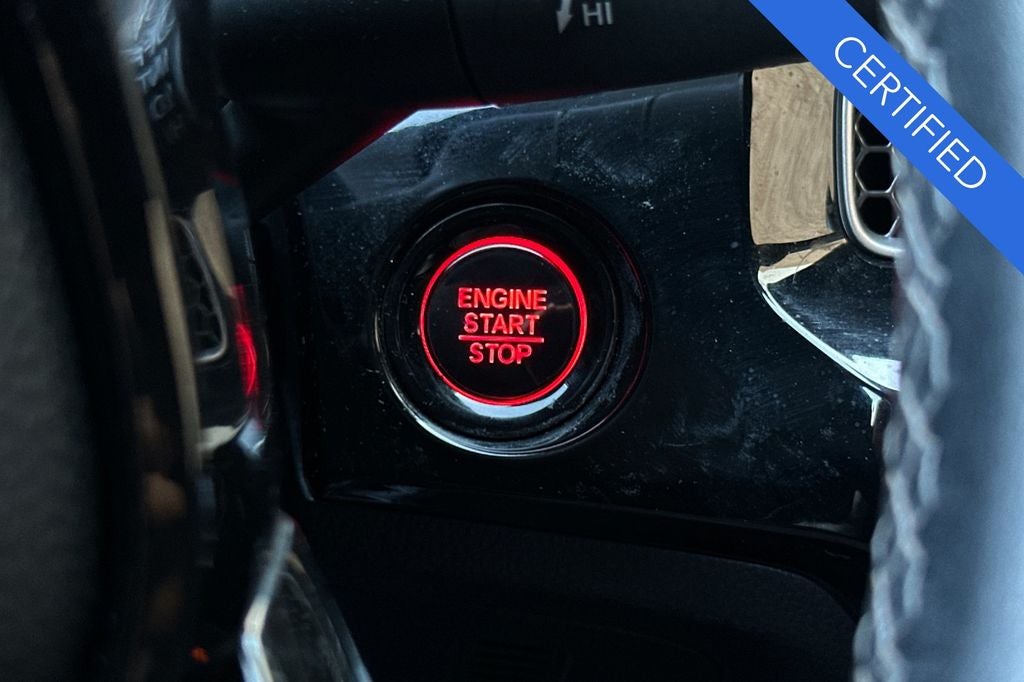 HI
CERTIFIED
ENGINE
START
STOP